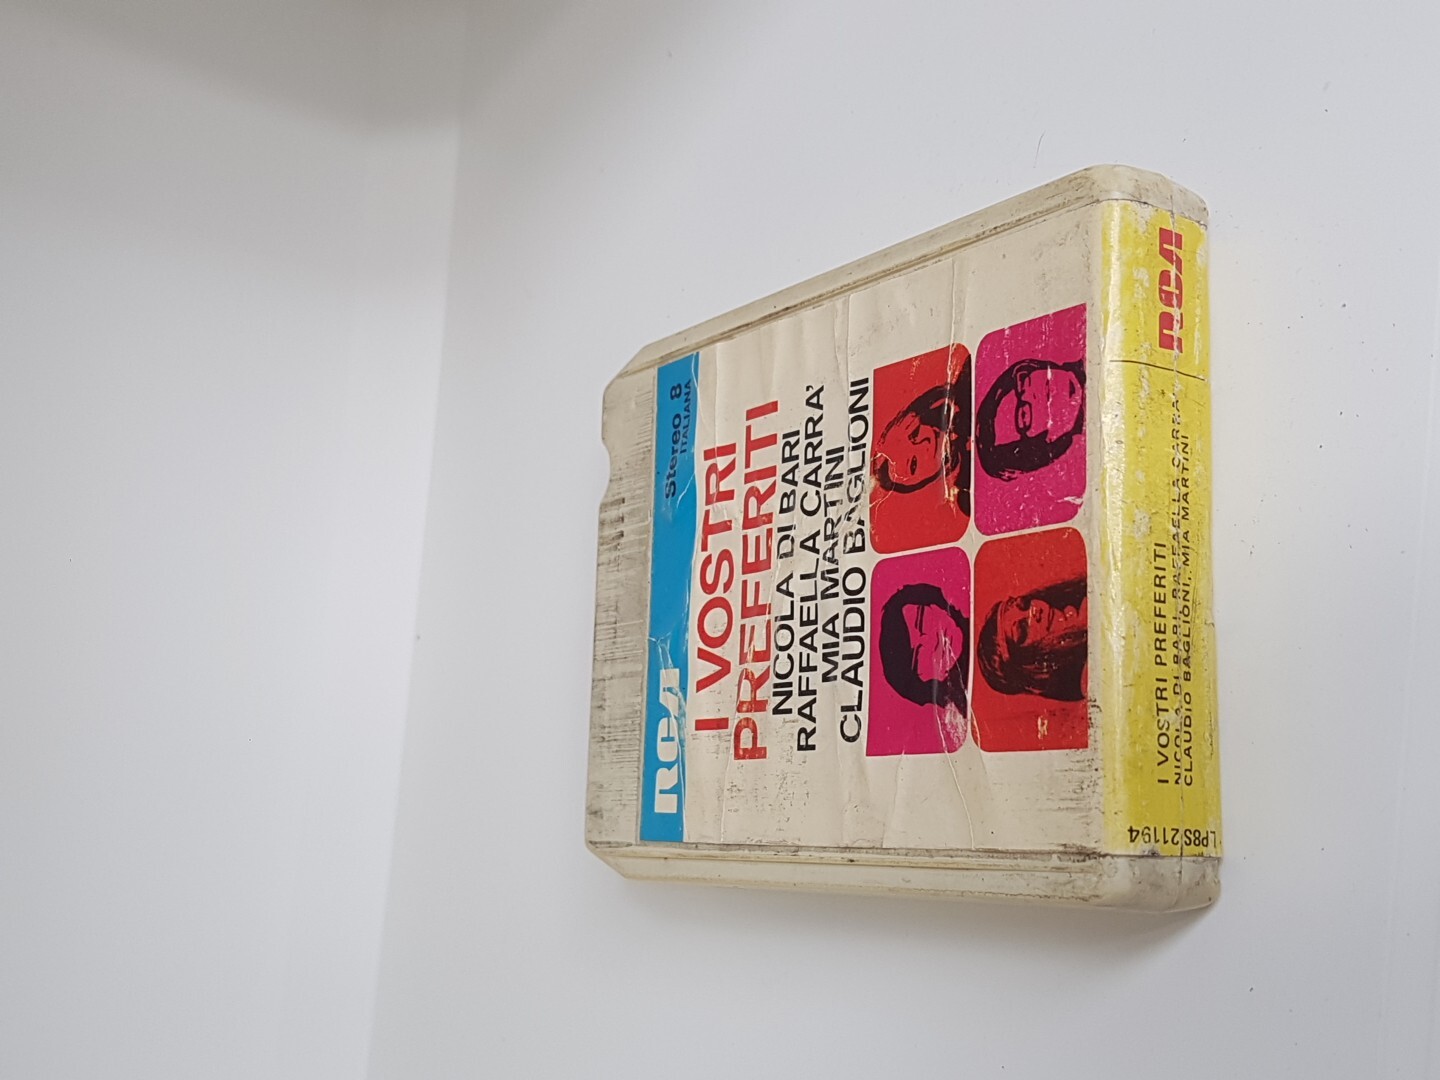 RCA Stereo 8
ITALIANA
I VOSTRI
PREFERITI
NICOLA DI BARI
RAFFAELLA CARRA'
MIA MARTINI
CLAUDIO BAGLIONI
LP8S 21194
I VOSTRI PREFERITI
NICOLA DI BARI, RAFFAELLA CARRA'
CLAUDIO BAGLIONI, MIA MARTINI
RCA